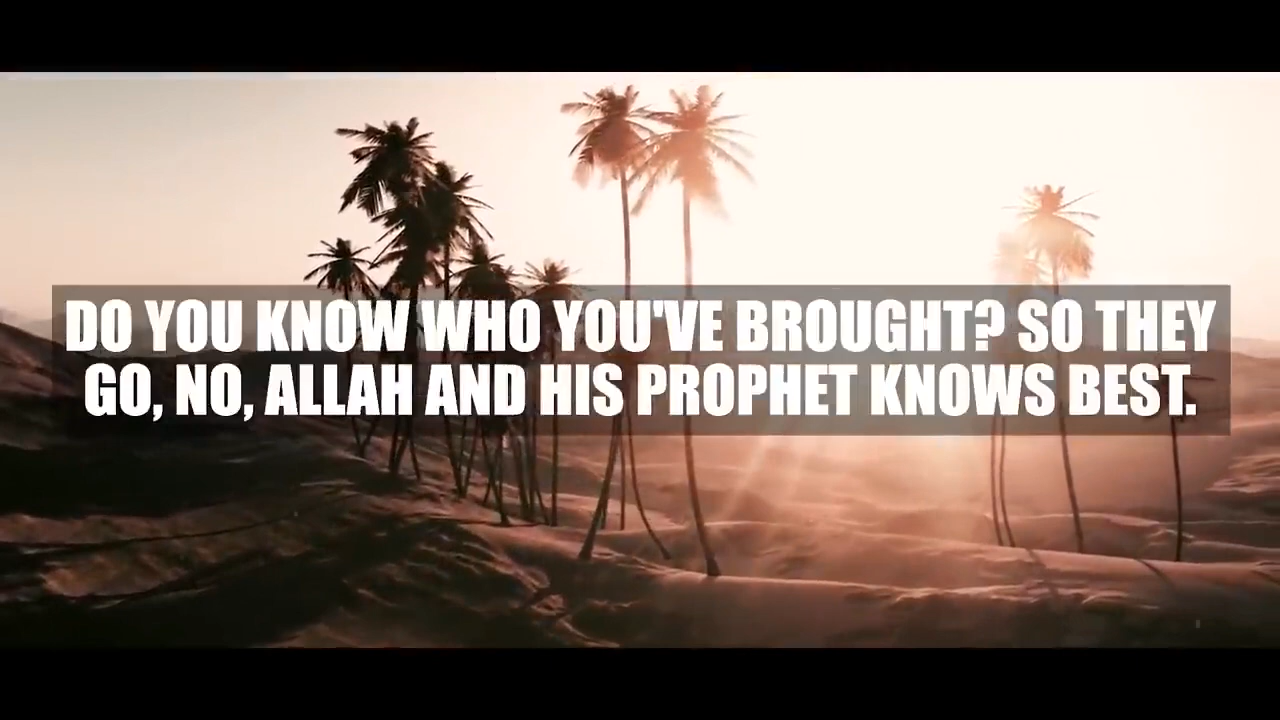 DO YOU KNOW WHO YOU'VE BROUGHT? SO THEY
GO, NO, ALLAH AND HIS PROPHET KNOWS BEST.